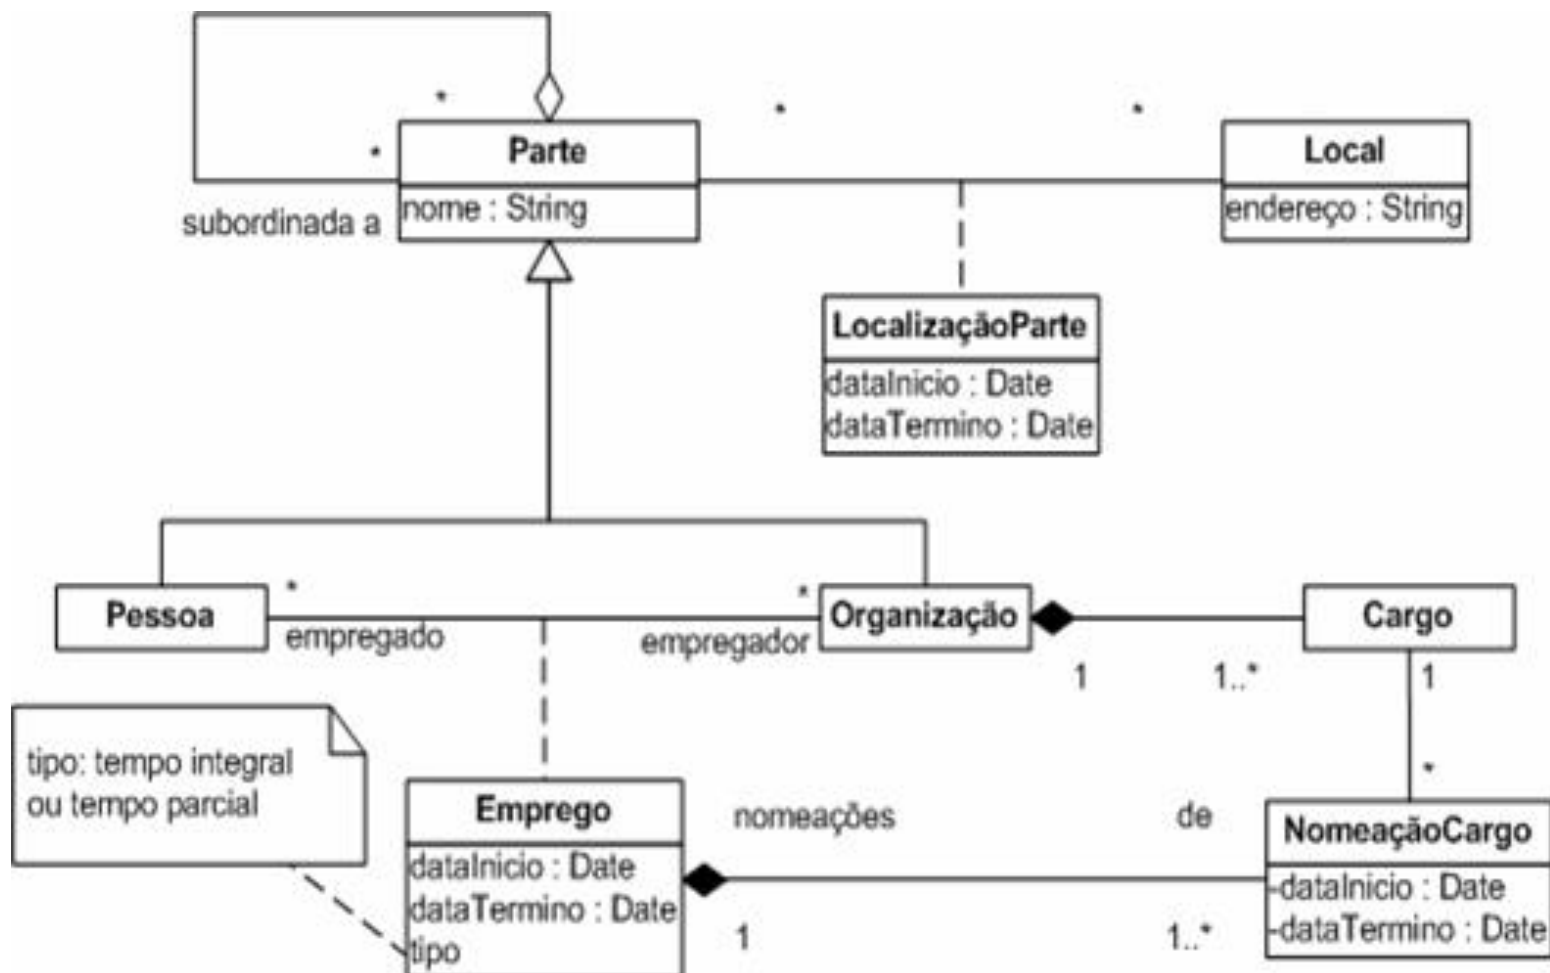 *
*
*
*
Parte
nome : String
subordinada a
Local
endereço : String
LocalizaçãoParte
dataInicio : Date
dataTermino : Date
Pessoa
*
empregado
*
empregador
Organização
1
1..*
Cargo
1
*
tipo: tempo integral
ou tempo parcial
Emprego
dataInicio : Date
dataTermino : Date
tipo
nomeações
de
1
1..*
NomeaçãoCargo
-dataInicio : Date
-dataTermino : Date